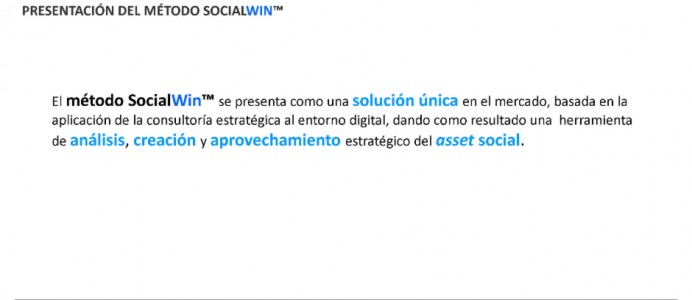 PRESENTACIÓN DEL MÉTODO SOCIALWIN™
El método SocialWin™ se presenta como una solución única en el mercado, basada en la
aplicación de la consultoría estratégica al entorno digital, dando como resultado una herramienta
de análisis, creación y aprovechamiento estratégico del asset social.